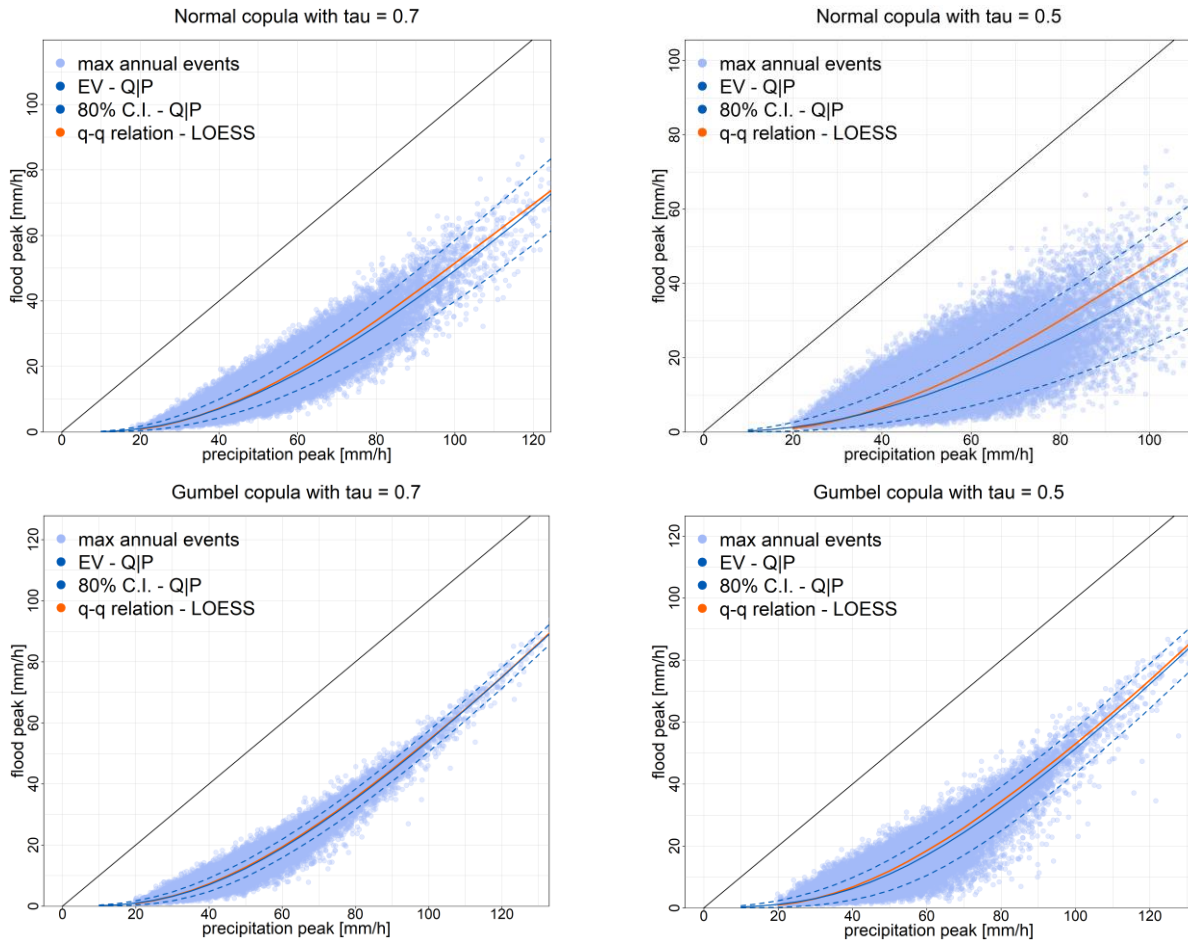 Normal copula with tau = 0.7
max annual events
EV - Q|P
80% C.I. - Q|P
q-q relation - LOESS
flood peak [mm/h]
0 20 40 60 80 100
0 20 40 60 80 100 120
precipitation peak [mm/h]
Normal copula with tau = 0.5
max annual events
EV - Q|P
80% C.I. - Q|P
q-q relation - LOESS
flood peak [mm/h]
0 20 40 60 80 100
0 20 40 60 80 100
precipitation peak [mm/h]
Gumbel copula with tau = 0.7
max annual events
EV - Q|P
80% C.I. - Q|P
q-q relation - LOESS
flood peak [mm/h]
0 20 40 60 80 100 120
0 20 40 60 80 100 120
precipitation peak [mm/h]
Gumbel copula with tau = 0.5
max annual events
EV - Q|P
80% C.I. - Q|P
q-q relation - LOESS
flood peak [mm/h]
0 20 40 60 80 100 120
0 20 40 60 80 100 120
precipitation peak [mm/h]